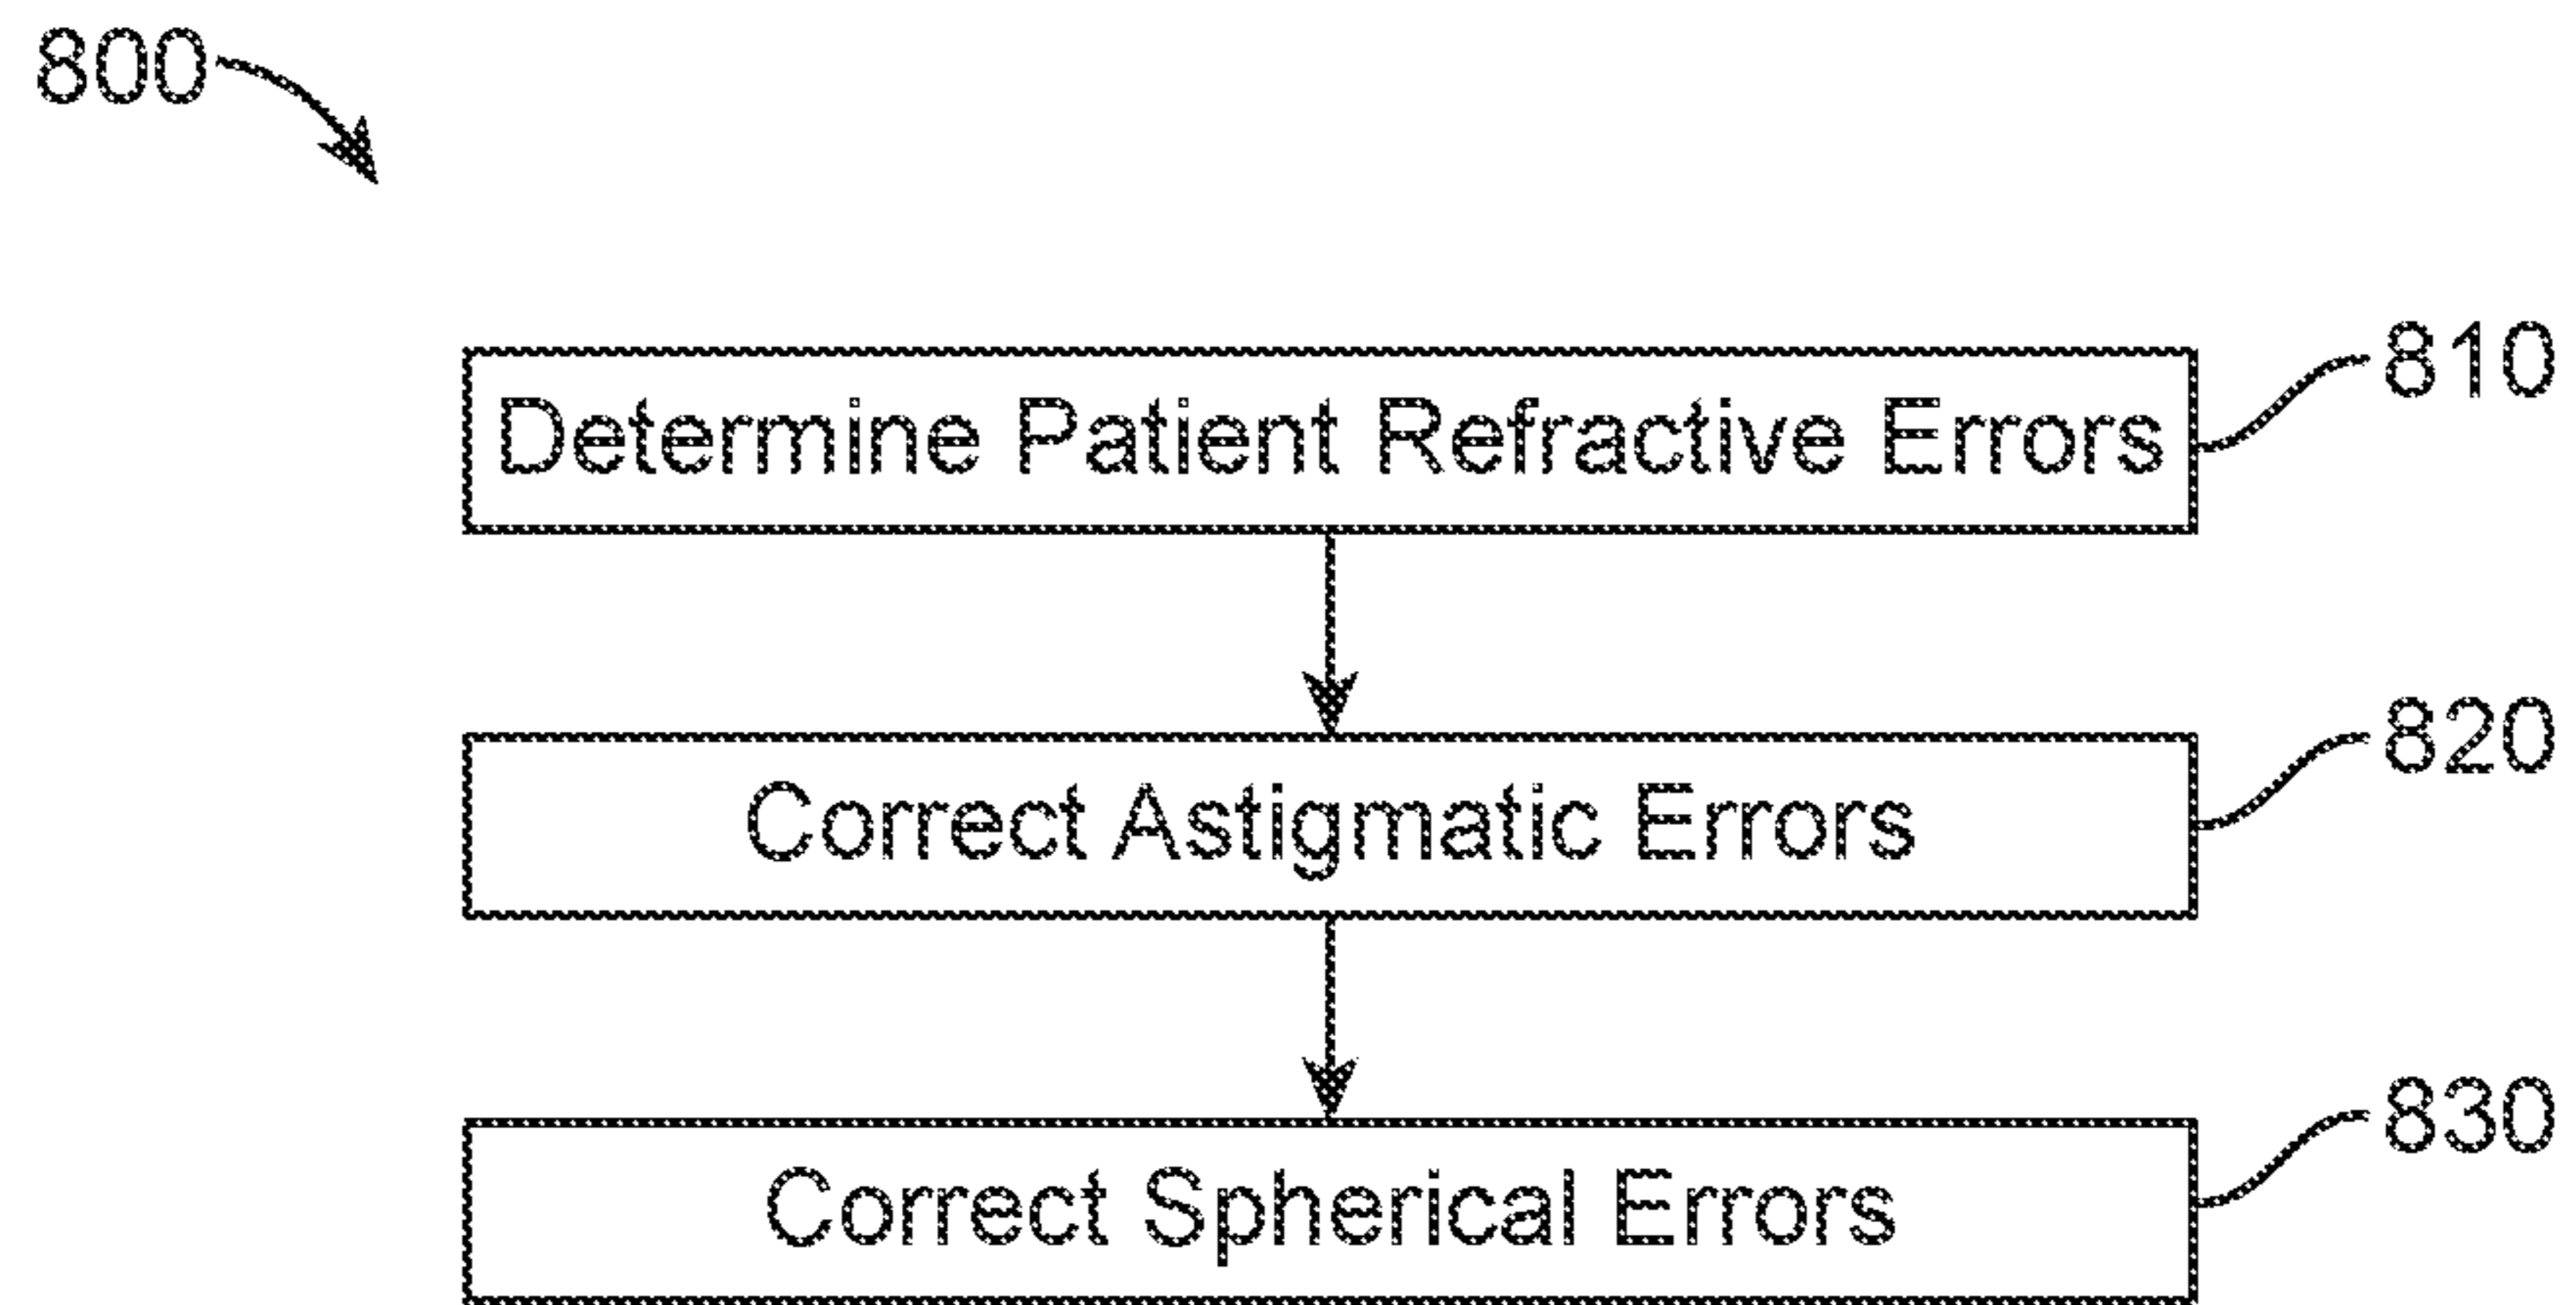 800
Determine Patient Refractive Errors
810
Correct Astigmatic Errors
820
Correct Spherical Errors
830